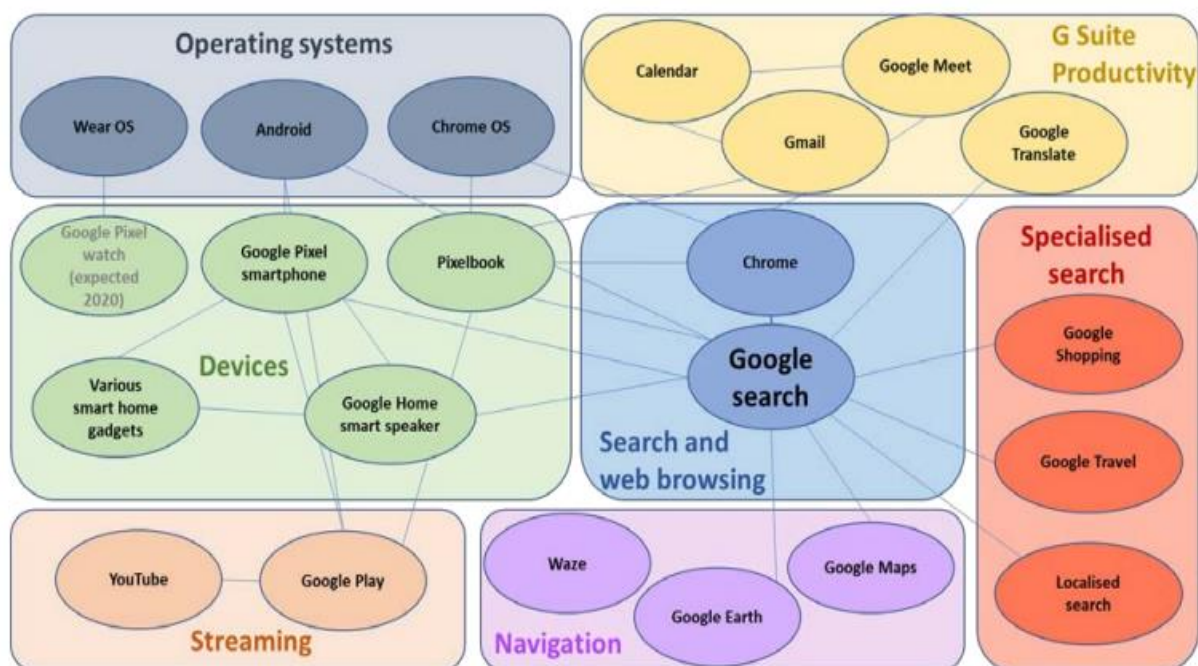 Operating systems
Wear OS
Android
Chrome OS
G Suite
Productivity
Calendar
Google Meet
Gmail
Google
Translate
Google Pixel
watch
(expected
2020)
Google Pixel
smartphone
Pixelbook
Devices
Various
smart home
gadgets
Google Home
smart speaker
Chrome
Google
search
Search and
web browsing
Specialised
search
Google
Shopping
Google Travel
Localised
search
YouTube
Google Play
Streaming
Waze
Google Earth
Google Maps
Navigation